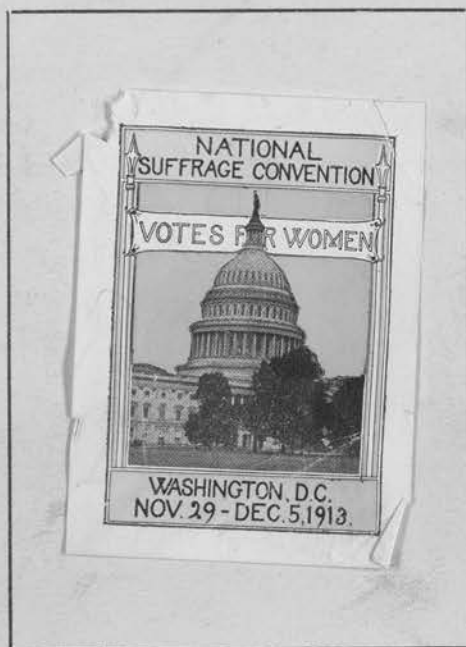 NATIONAL
SUFFRAGE CONVENTION
VOTES FOR WOMEN
WASHINGTON, D.C.
NOV. 29 - DEC. 5, 1913.